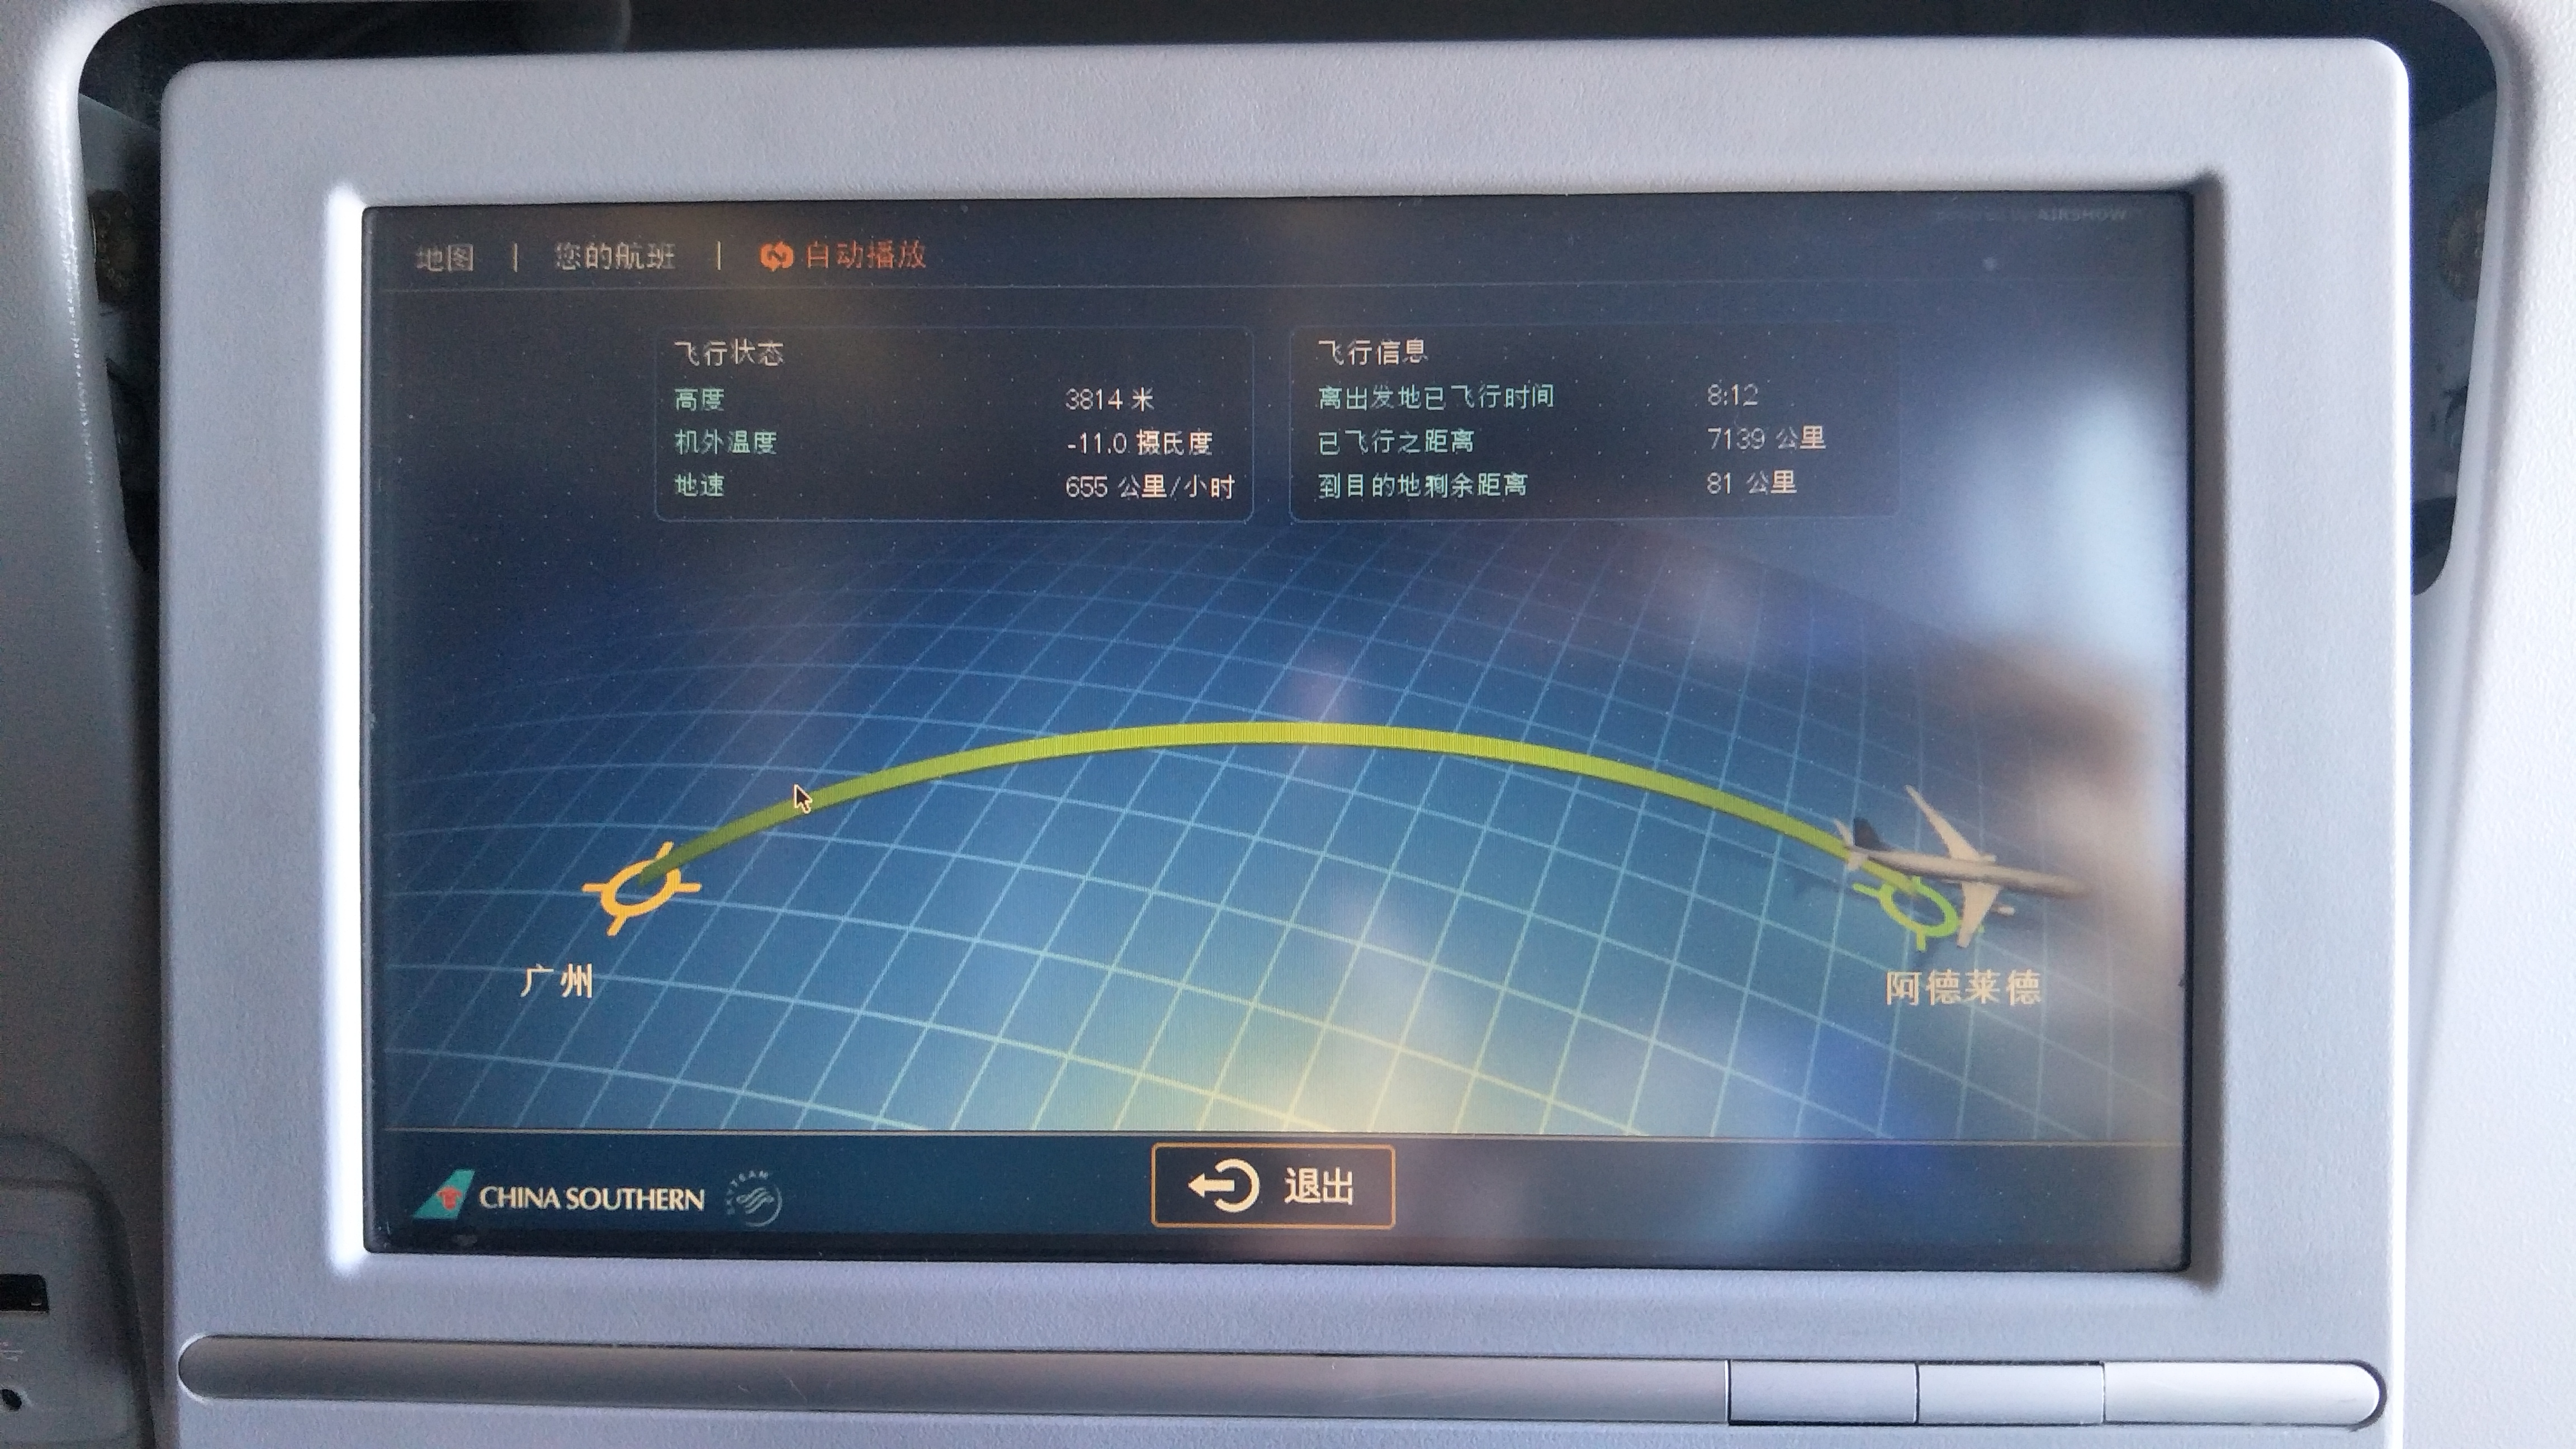 AIRSHOW
地图 | 您的航班 | 自动播放
飞行状态
高度 3814 米
机外温度 -11.0 摄氏度
地速 655 公里/小时
飞行信息
离出发地已飞行时间 8:12
已飞行之距离 7139 公里
到目的地剩余距离 81 公里
广州
阿德莱德
CHINA SOUTHERN
SKYTEAM
退出